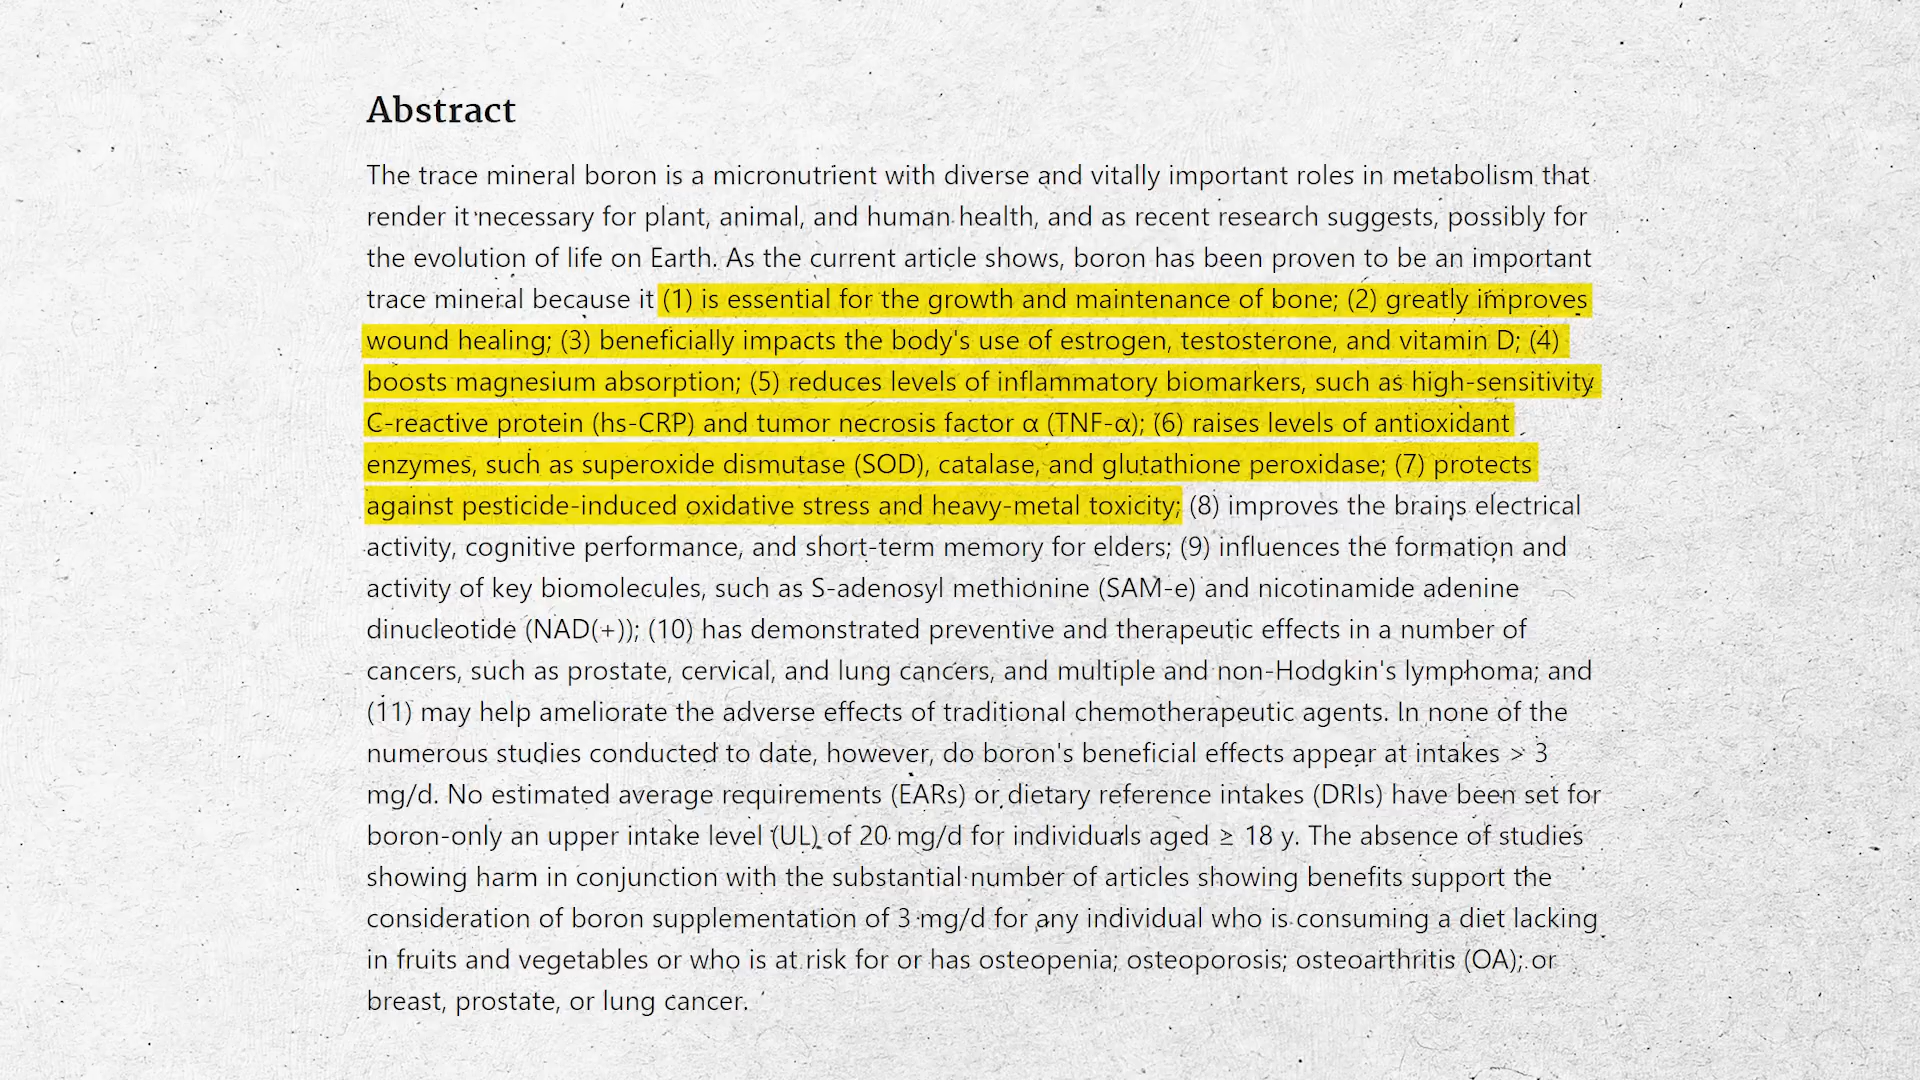 Abstract
The trace mineral boron is a micronutrient with diverse and vitally important roles in metabolism that
render it necessary for plant, animal, and human health, and as recent research suggests, possibly for
the evolution of life on Earth. As the current article shows, boron has been proven to be an important
trace mineral because it (1) is essential for the growth and maintenance of bone; (2) greatly improves
wound healing; (3) beneficially impacts the body's use of estrogen, testosterone, and vitamin D; (4)
boosts magnesium absorption; (5) reduces levels of inflammatory biomarkers, such as high-sensitivity
C-reactive protein (hs-CRP) and tumor necrosis factor α (TNF-α); (6) raises levels of antioxidant
enzymes, such as superoxide dismutase (SOD), catalase, and glutathione peroxidase; (7) protects
against pesticide-induced oxidative stress and heavy-metal toxicity; (8) improves the brains electrical
activity, cognitive performance, and short-term memory for elders; (9) influences the formation and
activity of key biomolecules, such as S-adenosyl methionine (SAM-e) and nicotinamide adenine
dinucleotide (NAD(+)); (10) has demonstrated preventive and therapeutic effects in a number of
cancers, such as prostate, cervical, and lung cancers, and multiple and non-Hodgkin's lymphoma; and
(11) may help ameliorate the adverse effects of traditional chemotherapeutic agents. In none of the
numerous studies conducted to date, however, do boron's beneficial effects appear at intakes > 3
mg/d. No estimated average requirements (EARs) or dietary reference intakes (DRIs) have been set for
boron-only an upper intake level (UL) of 20 mg/d for individuals aged ≥ 18 y. The absence of studies
showing harm in conjunction with the substantial number of articles showing benefits support the
consideration of boron supplementation of 3 mg/d for any individual who is consuming a diet lacking
in fruits and vegetables or who is at risk for or has osteopenia; osteoporosis; osteoarthritis (OA); or
breast, prostate, or lung cancer.